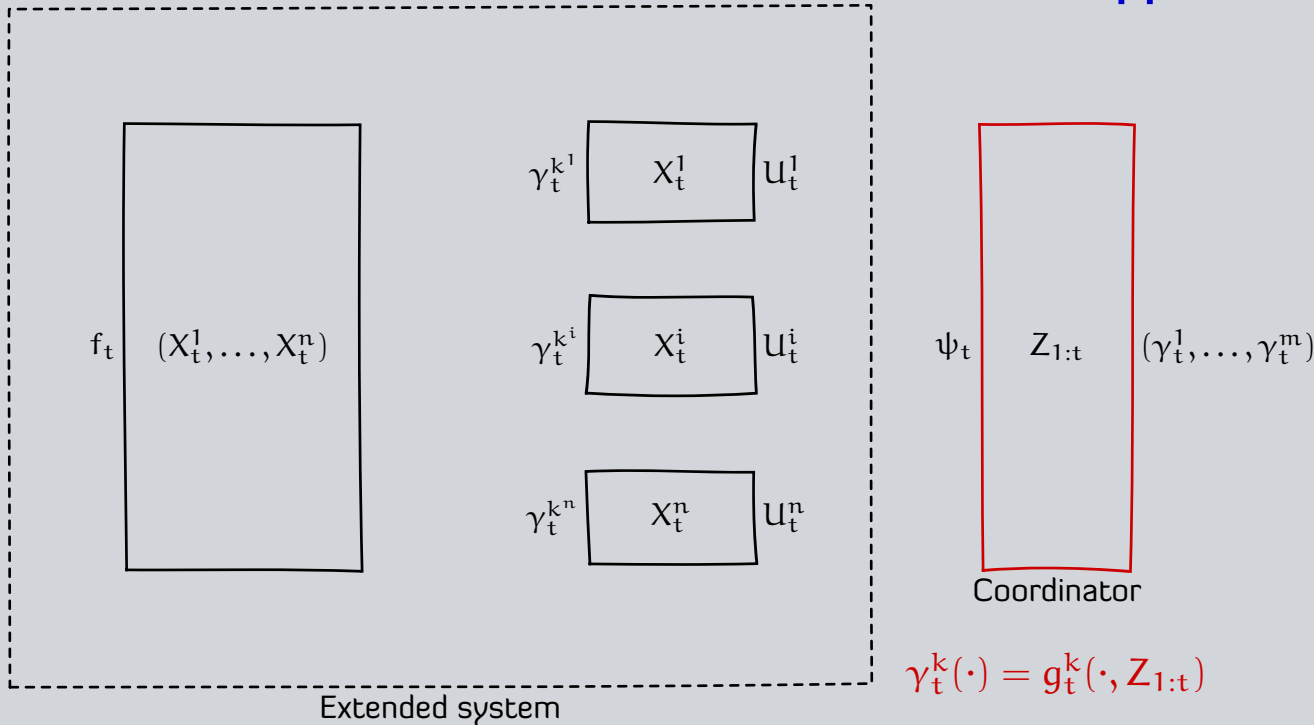 γ_t^{k^1} X_t^1 U_t^1
f_t (X_t^1, ..., X_t^n) γ_t^{k^i} X_t^i U_t^i ψ_t Z_{1:t} (γ_t^1, ..., γ_t^m)
γ_t^{k^n} X_t^n U_t^n
Coordinator
γ_t^k(·) = g_t^k(·, Z_{1:t})
Extended system